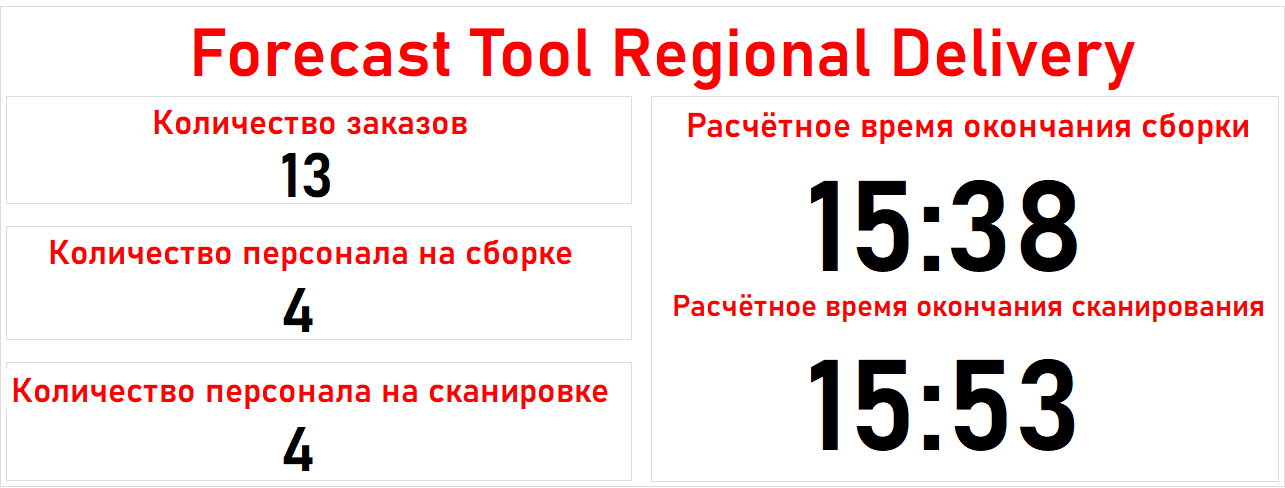 Forecast Tool Regional Delivery
Количество заказов
13
Количество персонала на сборке
4
Количество персонала на сканировке
4
Расчётное время окончания сборки
15:38
Расчётное время окончания сканирования
15:53